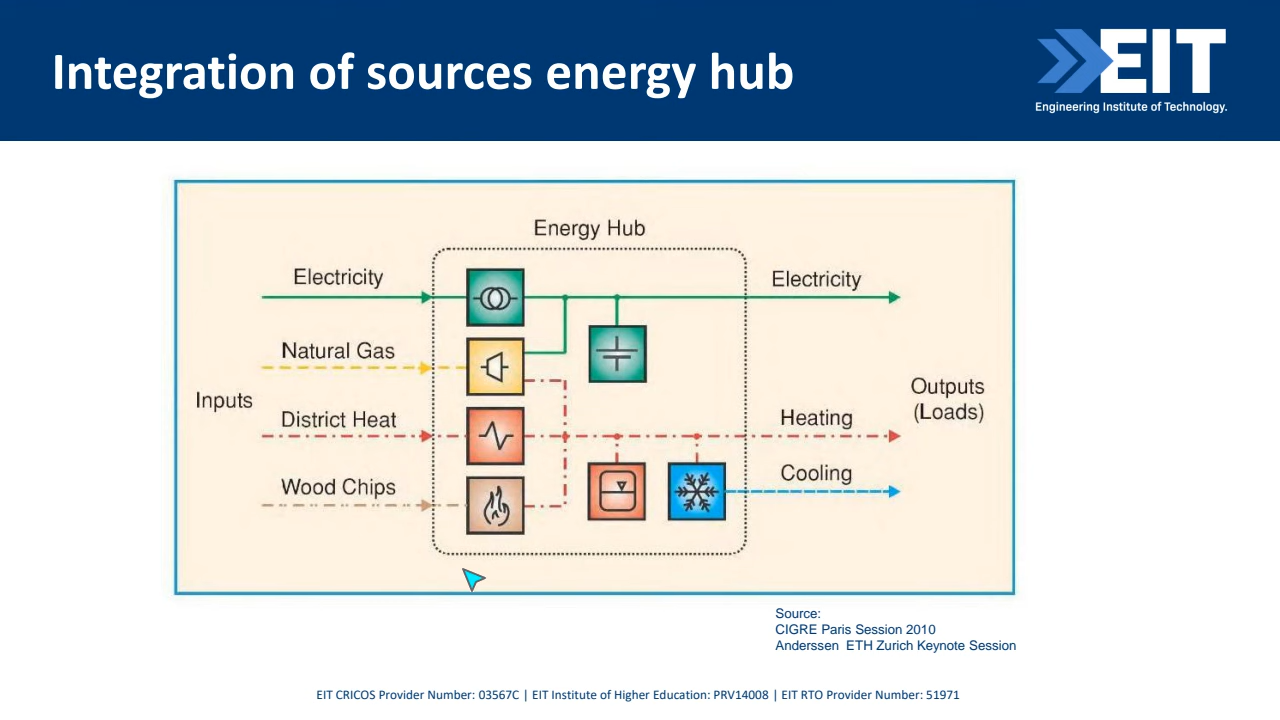 Integration of sources energy hub
EIT
Engineering Institute of Technology.
Energy Hub
Electricity
Electricity
Natural Gas
Inputs
Outputs
(Loads)
District Heat
Heating
Wood Chips
Cooling
Source:
CIGRE Paris Session 2010
Anderssen  ETH Zurich Keynote Session
EIT CRICOS Provider Number: 03567C | EIT Institute of Higher Education: PRV14008 | EIT RTO Provider Number: 51971